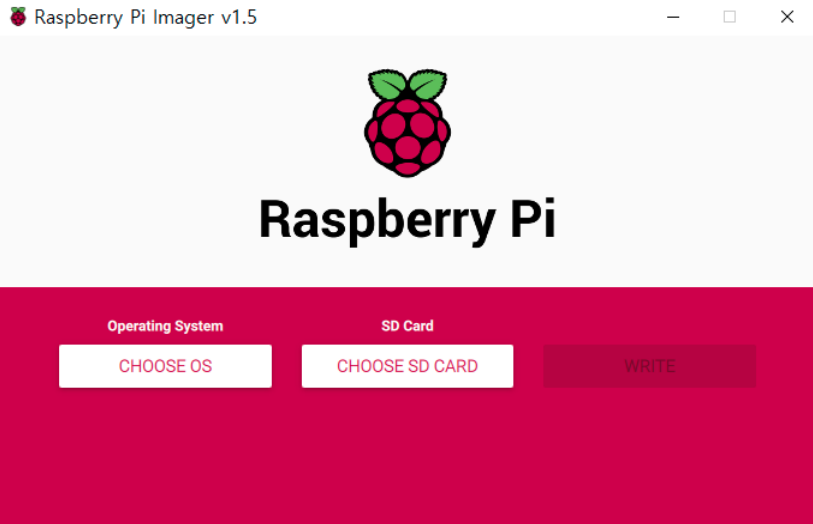 Raspberry Pi Imager v1.5
Raspberry Pi
Operating System
SD Card
CHOOSE OS
CHOOSE SD CARD
WRITE